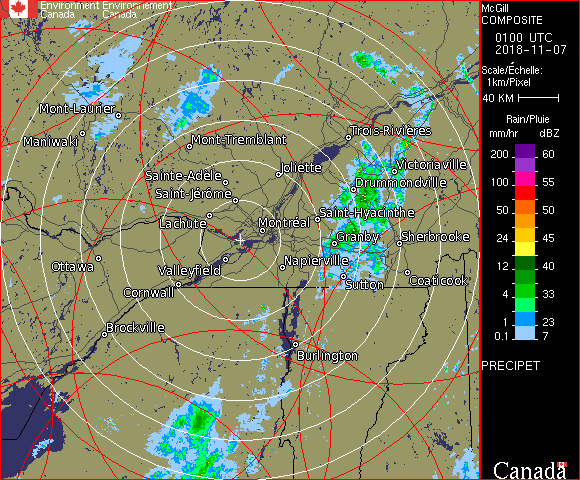 Environment Environnement
Canada Canada
McGill
COMPOSITE
0100 UTC
2018-11-07
Scale/Échelle:
1km/Pixel
40 KM
Rain/Pluie
mm/hr dBZ
200 60
150 57
100 55
50 50
24 45
12 40
4 33
1 23
0.1 7
PRECIPET
Canada
Mont-Laurier
Maniwaki
Mont-Tremblant
Trois-Rivières
Joliette
Victoriaville
Sainte-Adèle
Drummondville
Saint-Jérôme
Saint-Hyacinthe
Lachute
Montréal
Granby
Sherbrooke
Ottawa
Valleyfield
Napierville
Coaticook
Cornwall
Sutton
Brockville
Burlington